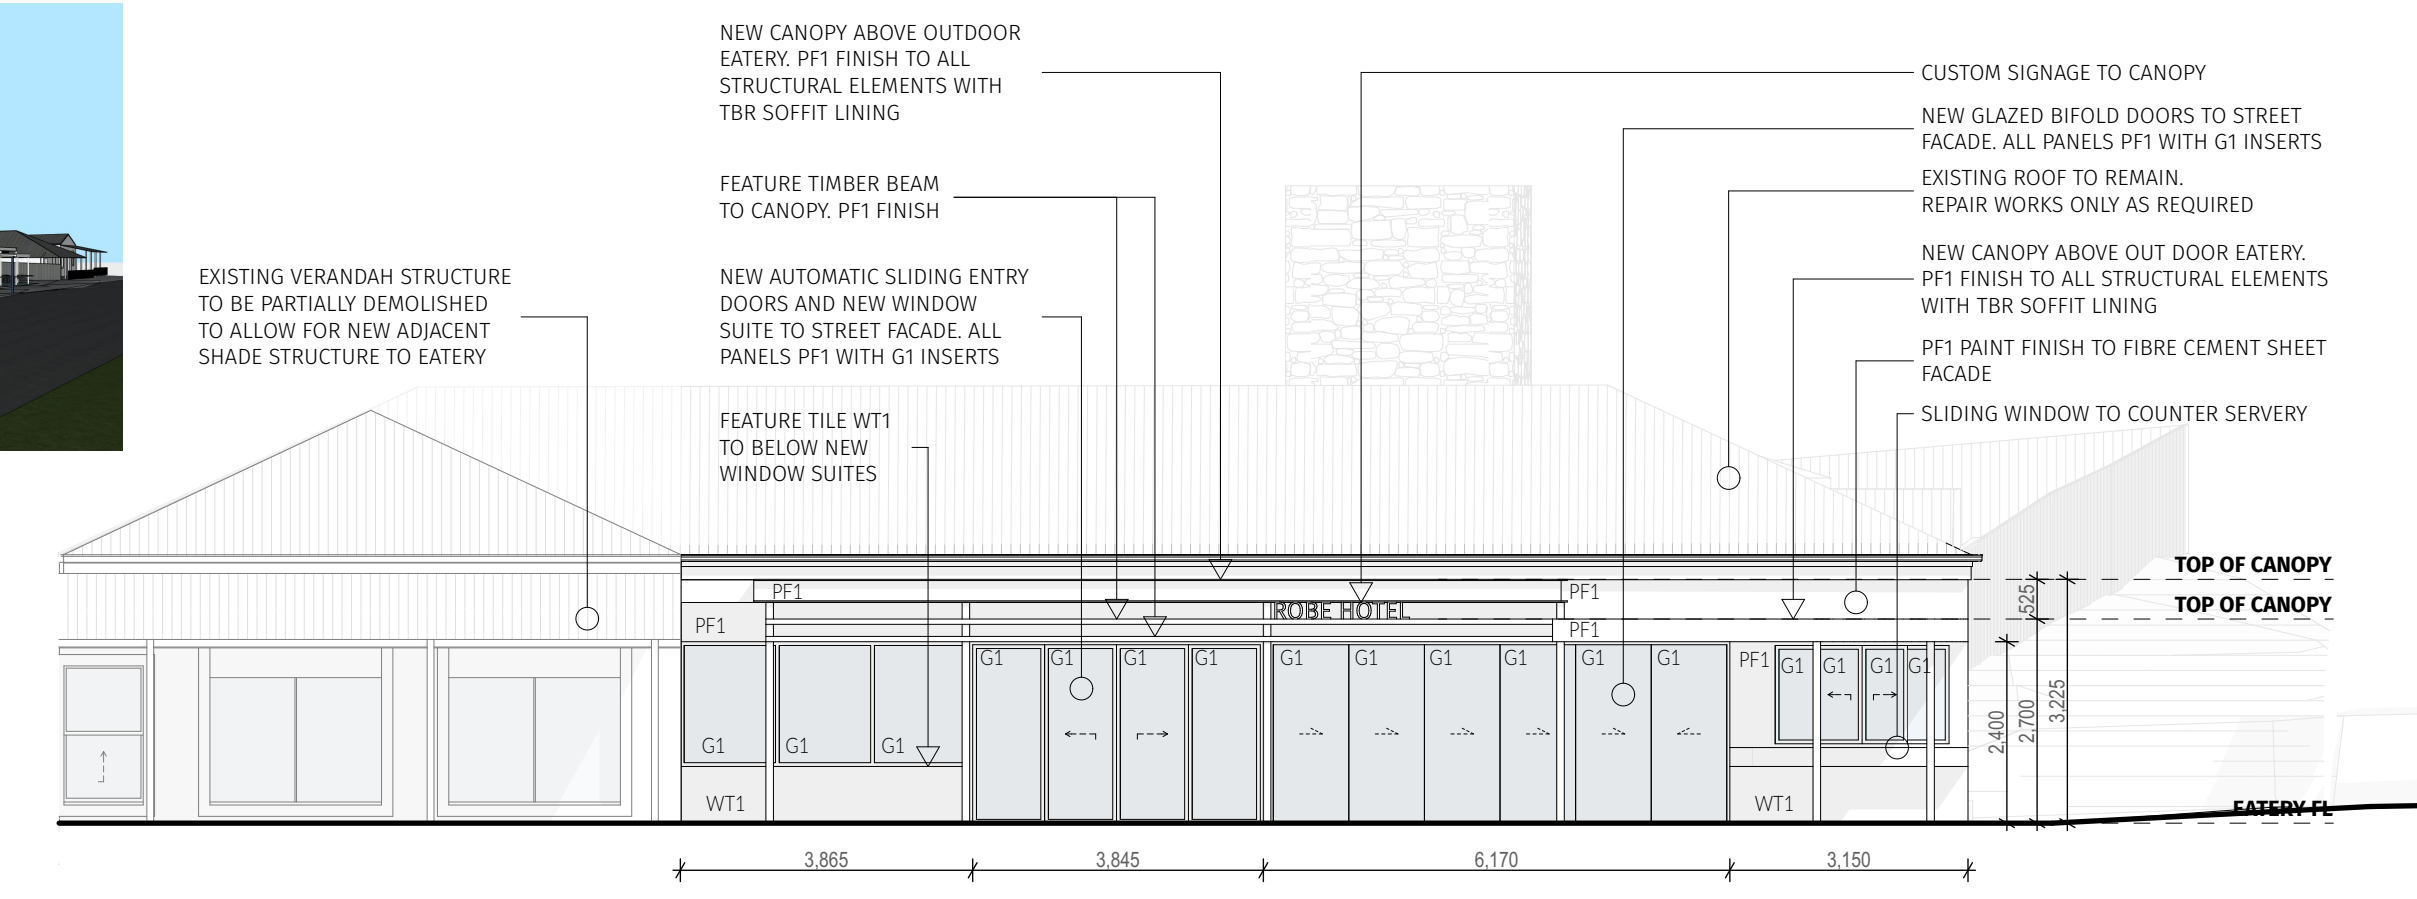 NEW CANOPY ABOVE OUTDOOR
EATERY. PF1 FINISH TO ALL
STRUCTURAL ELEMENTS WITH
TBR SOFFIT LINING
FEATURE TIMBER BEAM
TO CANOPY. PF1 FINISH
EXISTING VERANDAH STRUCTURE
TO BE PARTIALLY DEMOLISHED
TO ALLOW FOR NEW ADJACENT
SHADE STRUCTURE TO EATERY
NEW AUTOMATIC SLIDING ENTRY
DOORS AND NEW WINDOW
SUITE TO STREET FACADE. ALL
PANELS PF1 WITH G1 INSERTS
FEATURE TILE WT1
TO BELOW NEW
WINDOW SUITES
CUSTOM SIGNAGE TO CANOPY
NEW GLAZED BIFOLD DOORS TO STREET
FACADE. ALL PANELS PF1 WITH G1 INSERTS
EXISTING ROOF TO REMAIN.
REPAIR WORKS ONLY AS REQUIRED
NEW CANOPY ABOVE OUT DOOR EATERY.
PF1 FINISH TO ALL STRUCTURAL ELEMENTS
WITH TBR SOFFIT LINING
PF1 PAINT FINISH TO FIBRE CEMENT SHEET
FACADE
SLIDING WINDOW TO COUNTER SERVERY
TOP OF CANOPY
PF1
PF1
525
TOP OF CANOPY
ROBE HOTEL
PF1
PF1
G1
G1
G1
G1
G1
G1
G1
G1
G1
G1
PF1
G1
G1
G1
G1
2,400
2,700
3,225
G1
G1
G1
WT1
WT1
EATERY FL
3,865
3,845
6,170
3,150